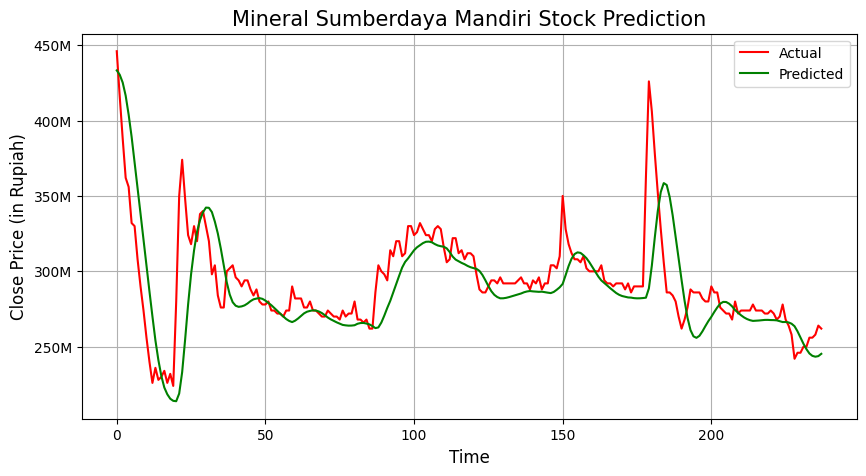 Mineral Sumberdaya Mandiri Stock Prediction
Actual
Predicted
Close Price (in Rupiah)
450M
400M
350M
300M
250M
0
50
100
150
200
Time